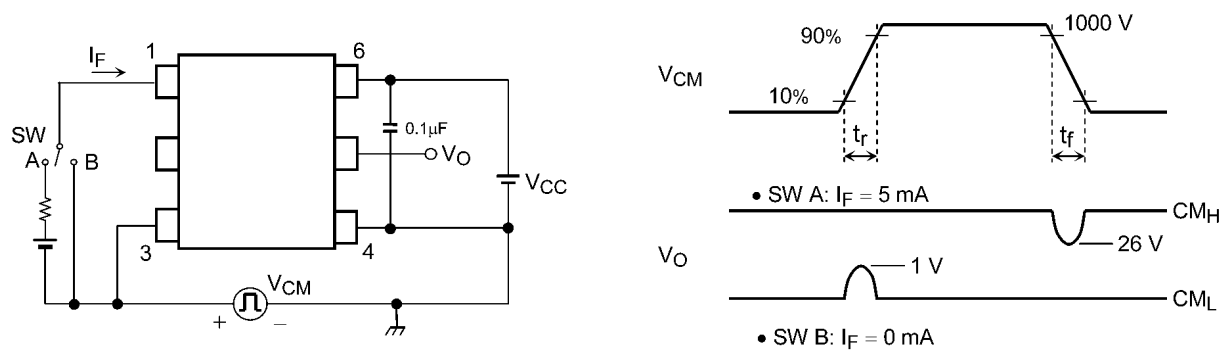 I_F
1
6
SW
A
B
0.1μF
V_O
V_CC
3
4
V_CM
+
−
V_CM
90%
10%
1000 V
t_r
t_f
• SW A: I_F = 5 mA
CM_H
26 V
V_O
1 V
CM_L
• SW B: I_F = 0 mA